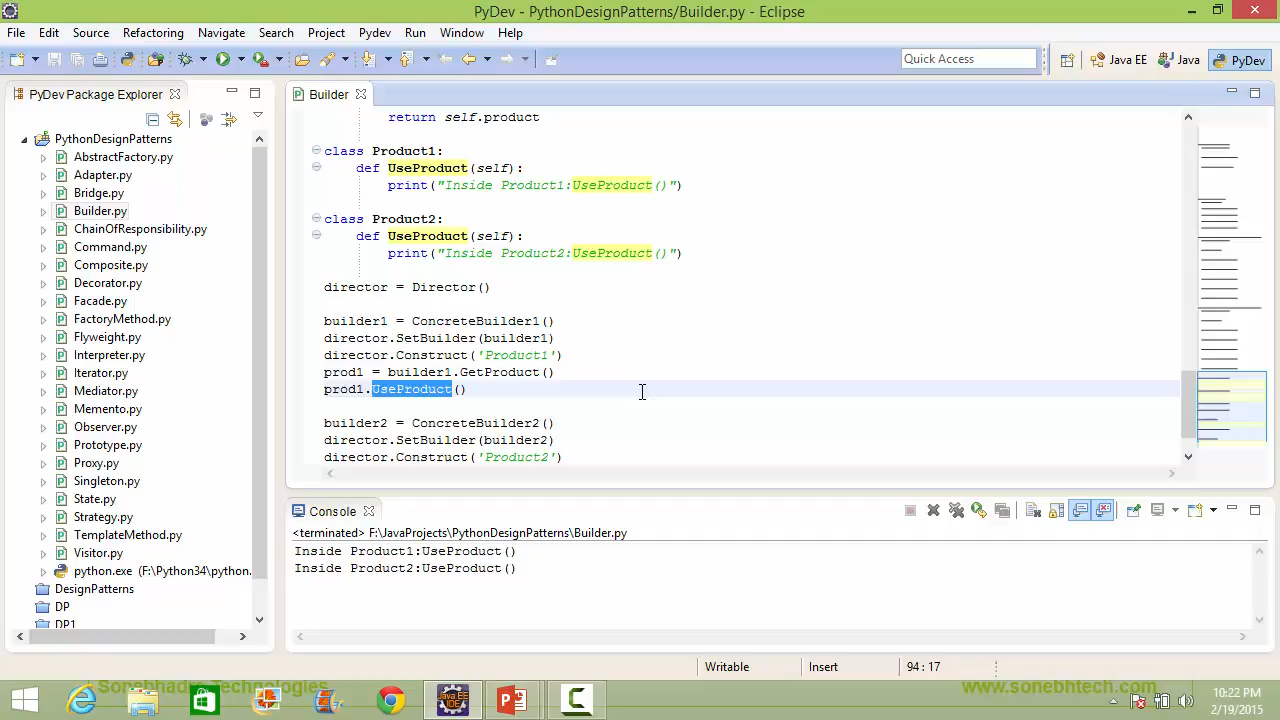 PyDev - PythonDesignPatterns/Builder.py - Eclipse
File Edit Source Refactoring Navigate Search Project Pydev Run Window Help
Quick Access
Java EE
Java
PyDev
PyDev Package Explorer
PythonDesignPatterns
AbstractFactory.py
Adapter.py
Bridge.py
Builder.py
ChainOfResponsibility.py
Command.py
Composite.py
Decorator.py
Facade.py
FactoryMethod.py
Flyweight.py
Interpreter.py
Iterator.py
Mediator.py
Memento.py
Observer.py
Prototype.py
Proxy.py
Singleton.py
State.py
Strategy.py
TemplateMethod.py
Visitor.py
python.exe (F:\Python34\python.
DesignPatterns
DP
DP1
Builder
return self.product
class Product1:
def UseProduct(self):
print("Inside Product1:UseProduct()")
class Product2:
def UseProduct(self):
print("Inside Product2:UseProduct()")
director = Director()
builder1 = ConcreteBuilder1()
director.SetBuilder(builder1)
director.Construct('Product1')
prod1 = builder1.GetProduct()
prod1.UseProduct()
builder2 = ConcreteBuilder2()
director.SetBuilder(builder2)
director.Construct('Product2')
Console
<terminated> F:\JavaProjects\PythonDesignPatterns\Builder.py
Inside Product1:UseProduct()
Inside Product2:UseProduct()
Writable
Insert
94 : 17
Sonebhadra Technologies
www.sonebhtech.com
Java EE
IDE
10:22 PM
2/19/2015